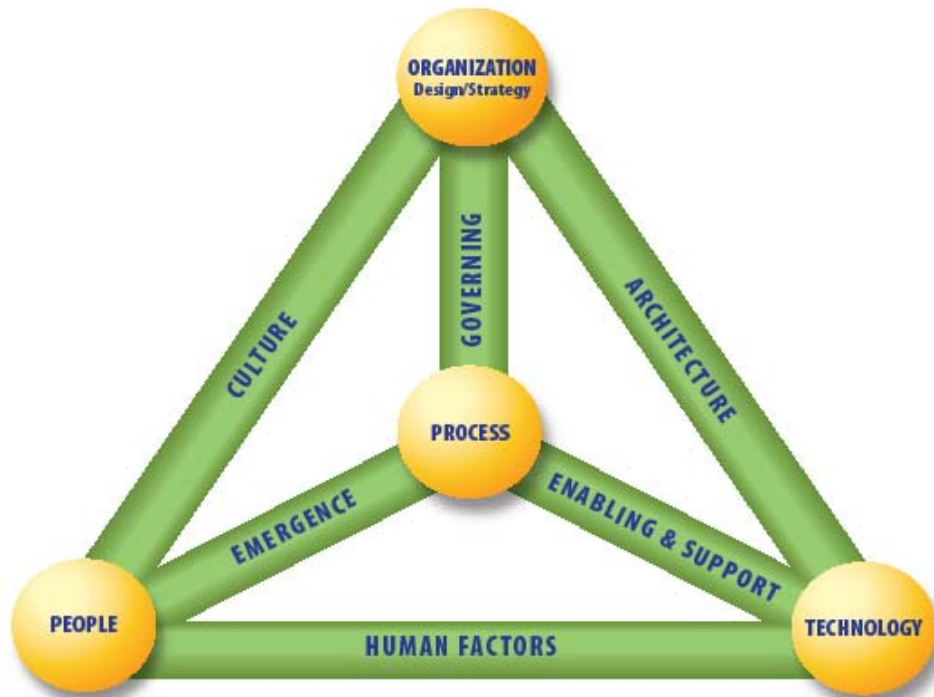 ORGANIZATION
Design/Strategy
GOVERNING
CULTURE
ARCHITECTURE
PROCESS
EMERGENCE
ENABLING & SUPPORT
PEOPLE
TECHNOLOGY
HUMAN FACTORS